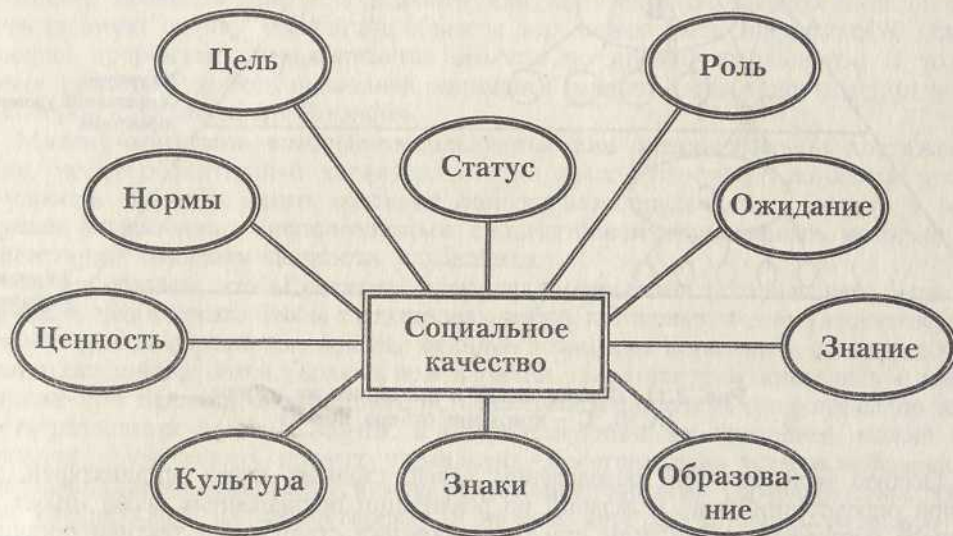 Цель
Роль
Статус
Нормы
Ожидание
Социальное
качество
Ценность
Знание
Культура
Знаки
Образова-
ние